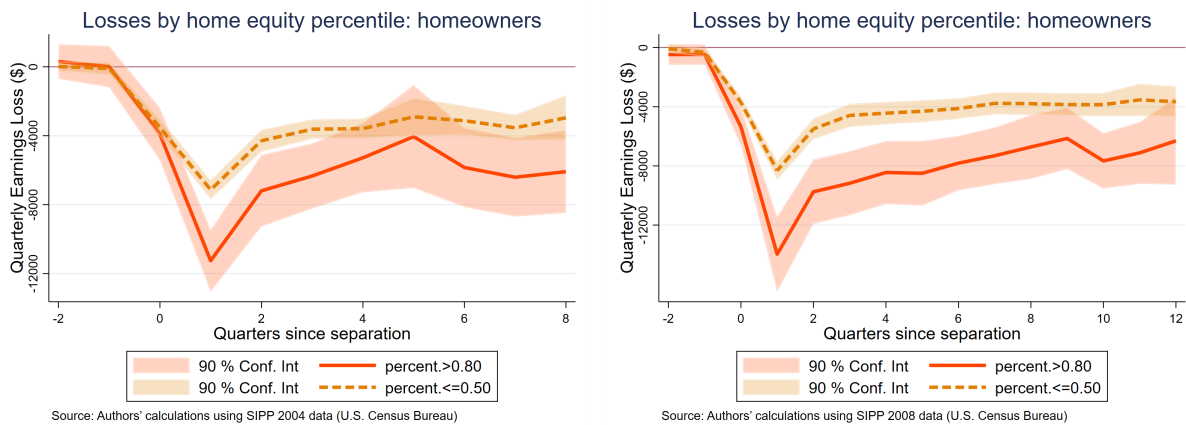 Losses by home equity percentile: homeowners
Quarterly Earnings Loss ($)
0
-4000
-8000
-12000
-2
0
2
4
6
8
Quarters since separation
90 % Conf. Int
percent.>0.80
90 % Conf. Int
percent.<=0.50
Source: Authors’ calculations using SIPP 2004 data (U.S. Census Bureau)
Losses by home equity percentile: homeowners
Quarterly Earnings Loss ($)
0
-4000
-8000
-12000
-2
0
2
4
6
8
10
12
Quarters since separation
90 % Conf. Int
percent.>0.80
90 % Conf. Int
percent.<=0.50
Source: Authors’ calculations using SIPP 2008 data (U.S. Census Bureau)